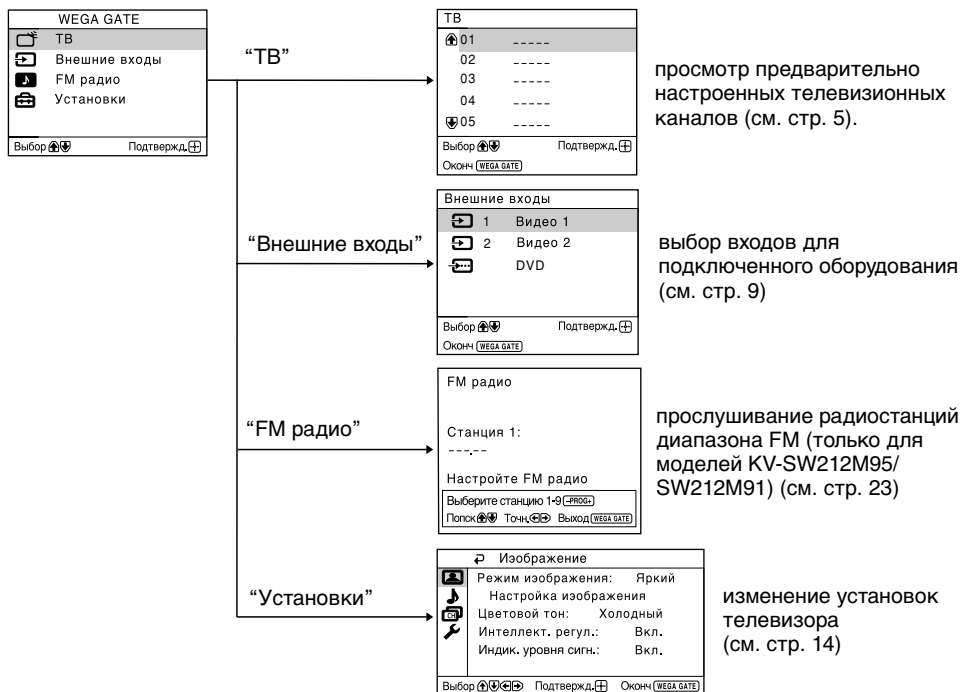 WEGA GATE
ТВ
Внешние входы
FM радио
Установки
Выбор Подтвержд.
“ТВ”
ТВ
01 -----
02 -----
03 -----
04 -----
05 -----
Выбор Подтвержд.
Оконч WEGA GATE
просмотр предварительно
настроенных телевизионных
каналов (см. стр. 5).
“Внешние входы”
Внешние входы
1 Видео 1
2 Видео 2
DVD
Выбор Подтвержд.
Оконч WEGA GATE
выбор входов для
подключенного оборудования
(см. стр. 9)
“FM радио”
FM радио
Станция 1:
---.--
Настройте FM радио
Выберите станцию 1-9 -PROG+
Попск Точн. Выход WEGA GATE
прослушивание радиостанций
диапазона FM (только для
моделей KV-SW212M95/
SW212M91) (см. стр. 23)
“Установки”
Изображение
Режим изображения: Яркий
Настройка изображения
Цветовой тон: Холодный
Интеллект. регул.: Вкл.
Индик. уровня сигн.: Вкл.
CH
Выбор Подтвержд. Оконч WEGA GATE
изменение установок
телевизора
(см. стр. 14)